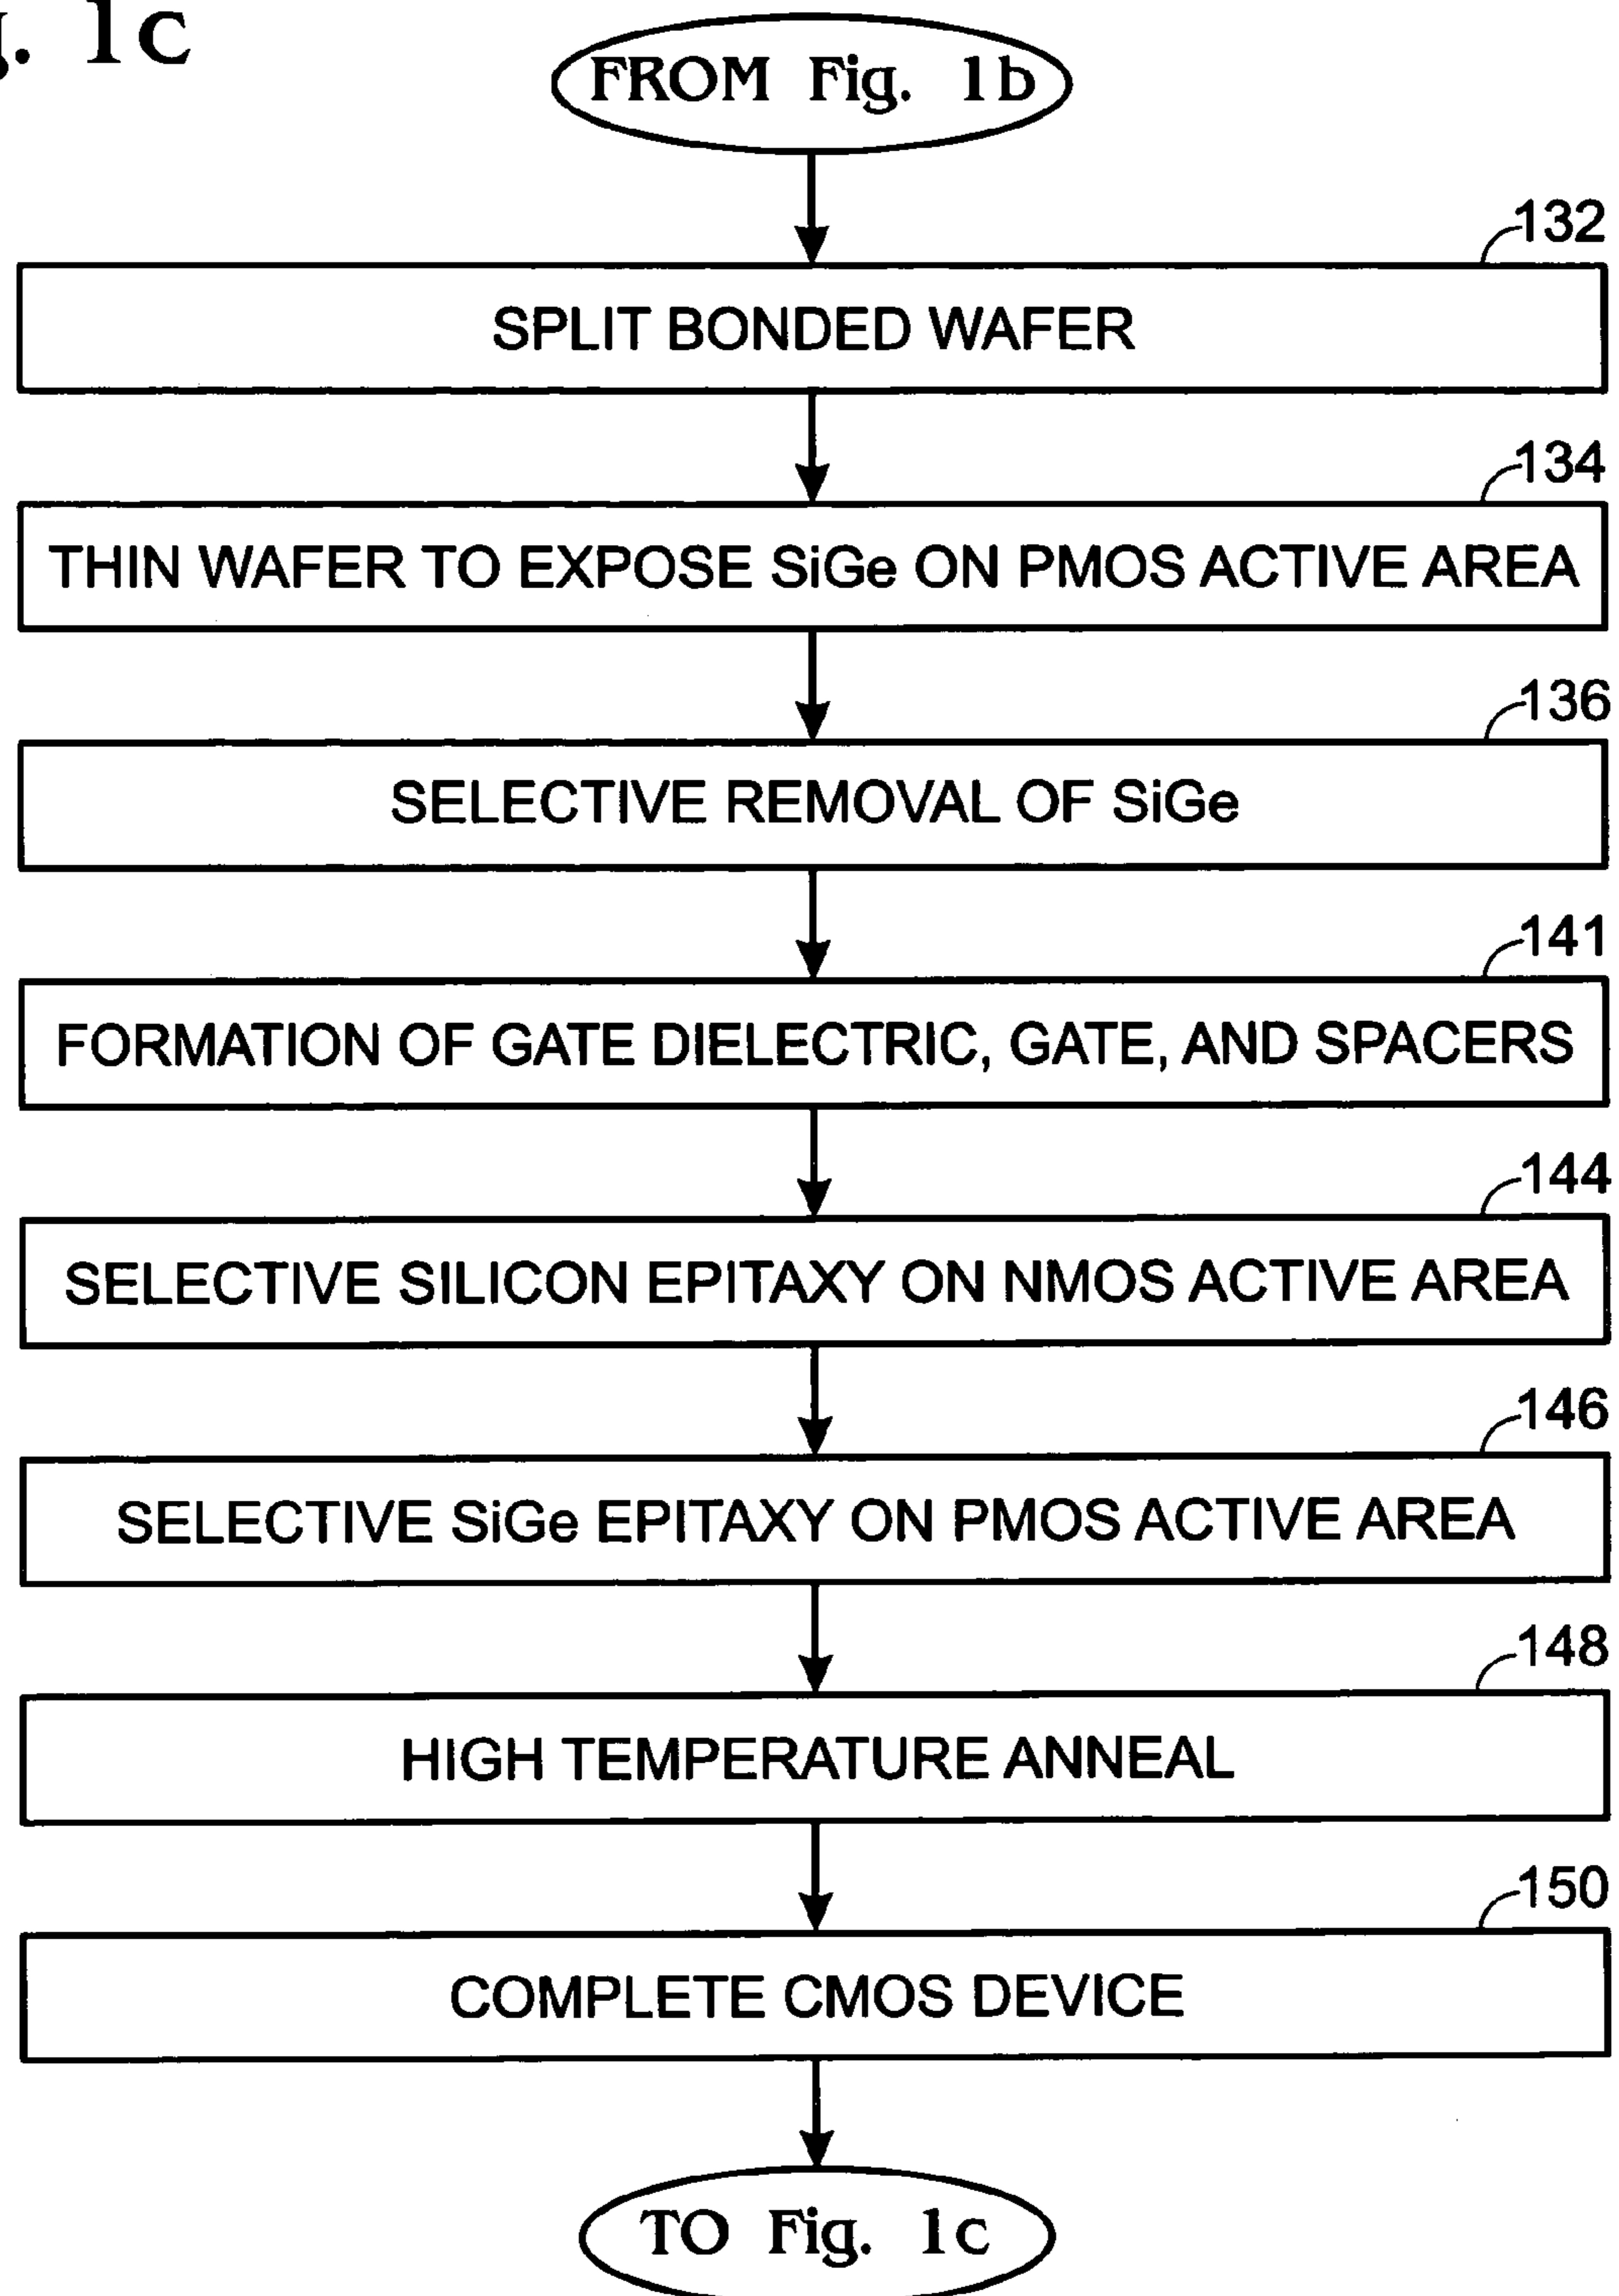 . 1c
FROM Fig. 1b
132
SPLIT BONDED WAFER
134
THIN WAFER TO EXPOSE SiGe ON PMOS ACTIVE AREA
136
SELECTIVE REMOVAL OF SiGe
141
FORMATION OF GATE DIELECTRIC, GATE, AND SPACERS
144
SELECTIVE SILICON EPITAXY ON NMOS ACTIVE AREA
146
SELECTIVE SiGe EPITAXY ON PMOS ACTIVE AREA
148
HIGH TEMPERATURE ANNEAL
150
COMPLETE CMOS DEVICE
TO Fig. 1c